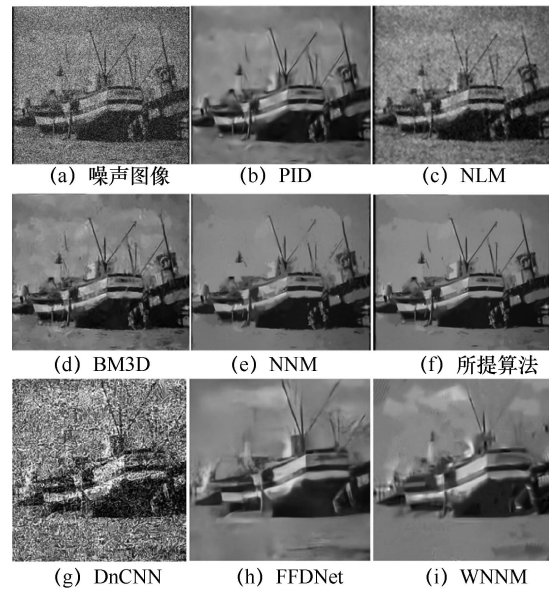 (a) 噪声图像 (b) PID (c) NLM
(d) BM3D (e) NNM (f) 所提算法
(g) DnCNN (h) FFDNet (i) WNNM